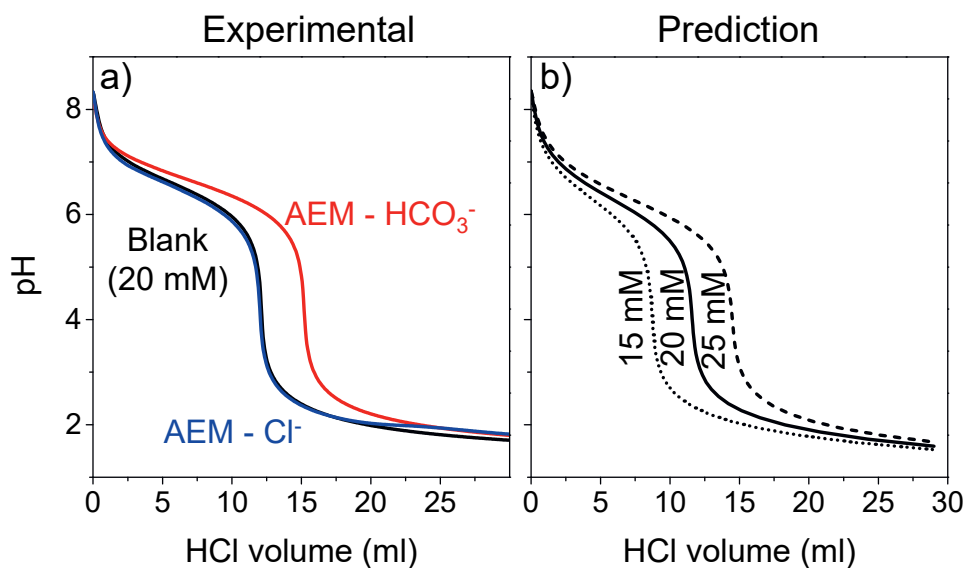 Experimental
Prediction
a)
b)
pH
8
6
4
2
AEM - HCO₃⁻
Blank
(20 mM)
AEM - Cl⁻
15 mM
20 mM
25 mM
0 5 10 15 20 25
0 5 10 15 20 25 30
HCl volume (ml)
HCl volume (ml)